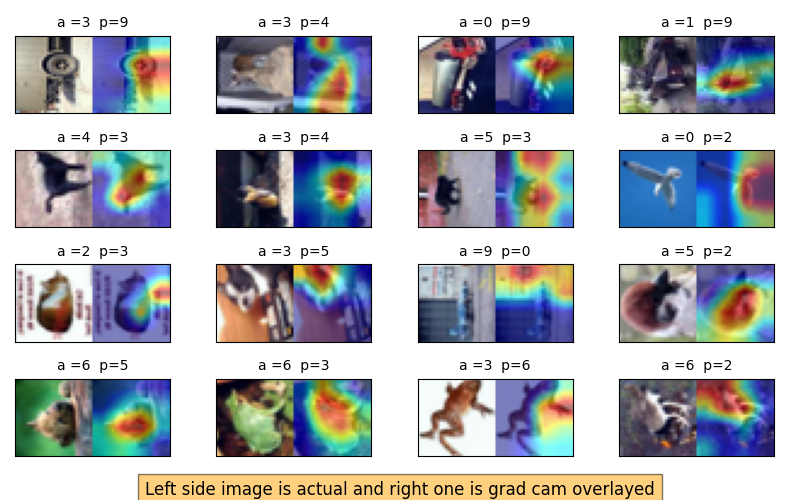 a =3  p=9
a =3  p=4
a =0  p=9
a =1  p=9
a =4  p=3
a =3  p=4
a =5  p=3
a =0  p=2
a =2  p=3
a =3  p=5
a =9  p=0
a =5  p=2
a =6  p=5
a =6  p=3
a =3  p=6
a =6  p=2
Left side image is actual and right one is grad cam overlayed